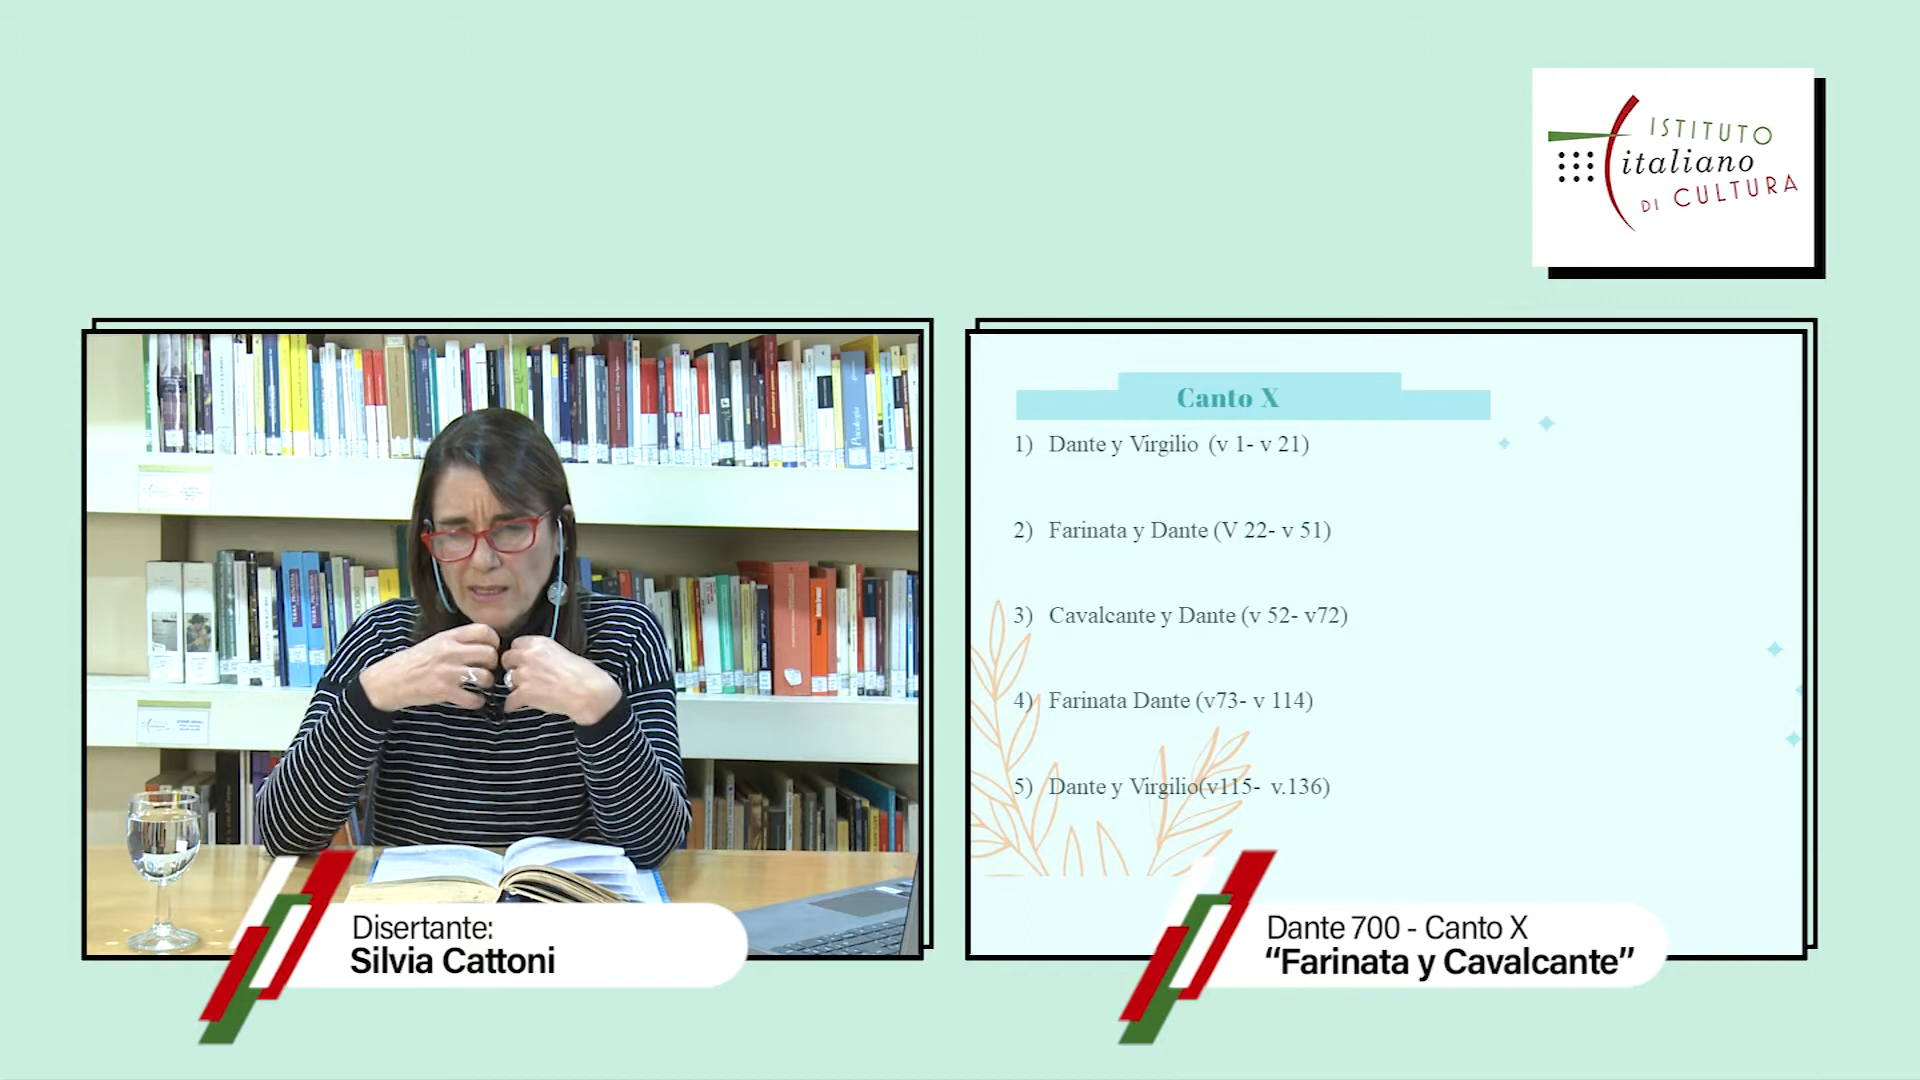 ISTITUTO
italiano
DI CULTURA
Canto X
1) Dante y Virgilio (v 1- v 21)
2) Farinata y Dante (V 22- v 51)
3) Cavalcante y Dante (v 52- v72)
4) Farinata Dante (v73- v 114)
5) Dante y Virgilio(v115- v.136)
Disertante:
Silvia Cattoni
Dante 700 - Canto X
“Farinata y Cavalcante”